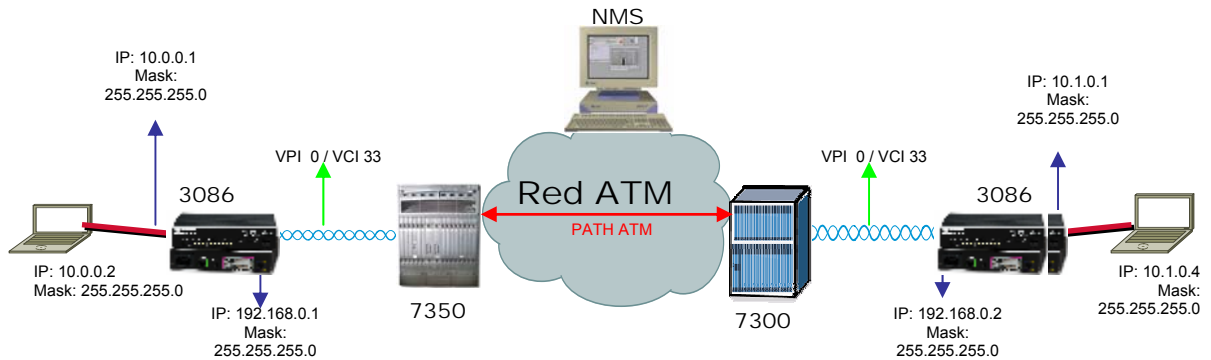 NMS
IP: 10.0.0.1
Mask:
255.255.255.0
IP: 10.1.0.1
Mask:
255.255.255.0
VPI 0 / VCI 33
VPI 0 / VCI 33
3086
3086
Red ATM
PATH ATM
IP: 10.0.0.2
Mask: 255.255.255.0
IP: 10.1.0.4
Mask:
255.255.255.0
7350
7300
IP: 192.168.0.1
Mask:
255.255.255.0
IP: 192.168.0.2
Mask:
255.255.255.0